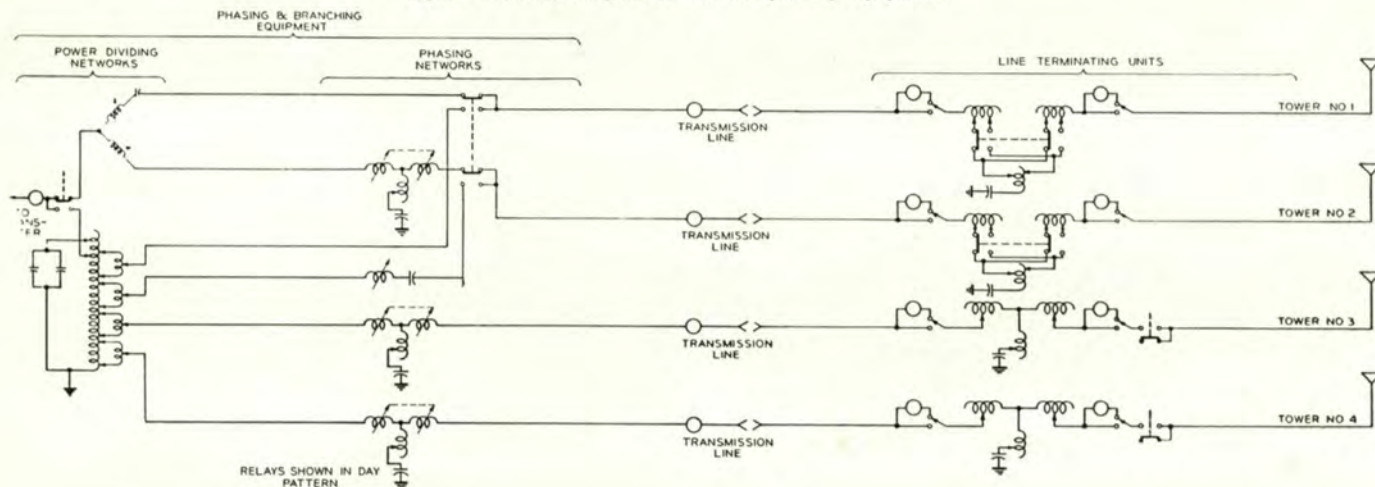 PHASING & BRANCHING
EQUIPMENT
POWER DIVIDING
NETWORKS
PHASING
NETWORKS
LINE TERMINATING UNITS
TRANSMISSION
LINE
TOWER NO 1
TRANSMISSION
LINE
TOWER NO 2
TRANSMISSION
LINE
TOWER NO 3
TRANSMISSION
LINE
TOWER NO 4
RELAYS SHOWN IN DAY
PATTERN